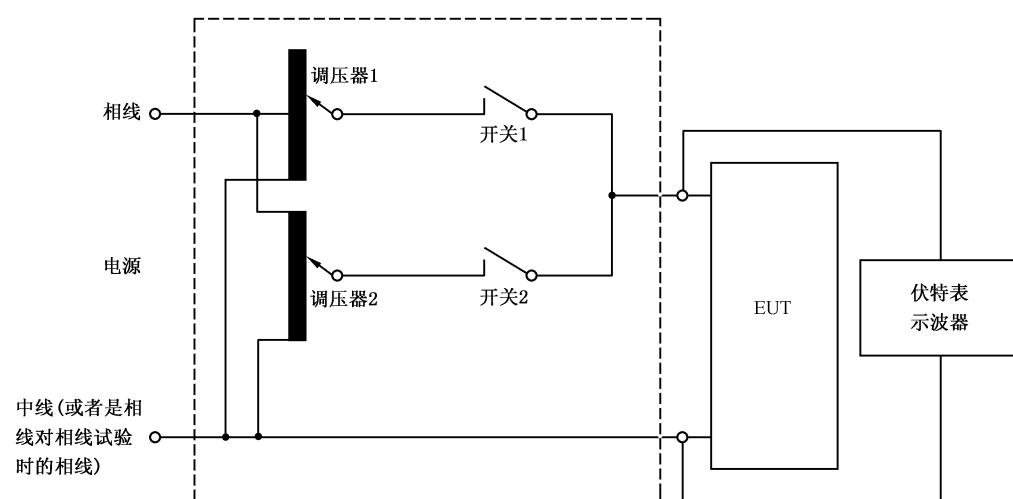 调压器1
相线
开关1
电源
调压器2
开关2
EUT
伏特表
示波器
中线(或者是相
线对相线试验
时的相线)